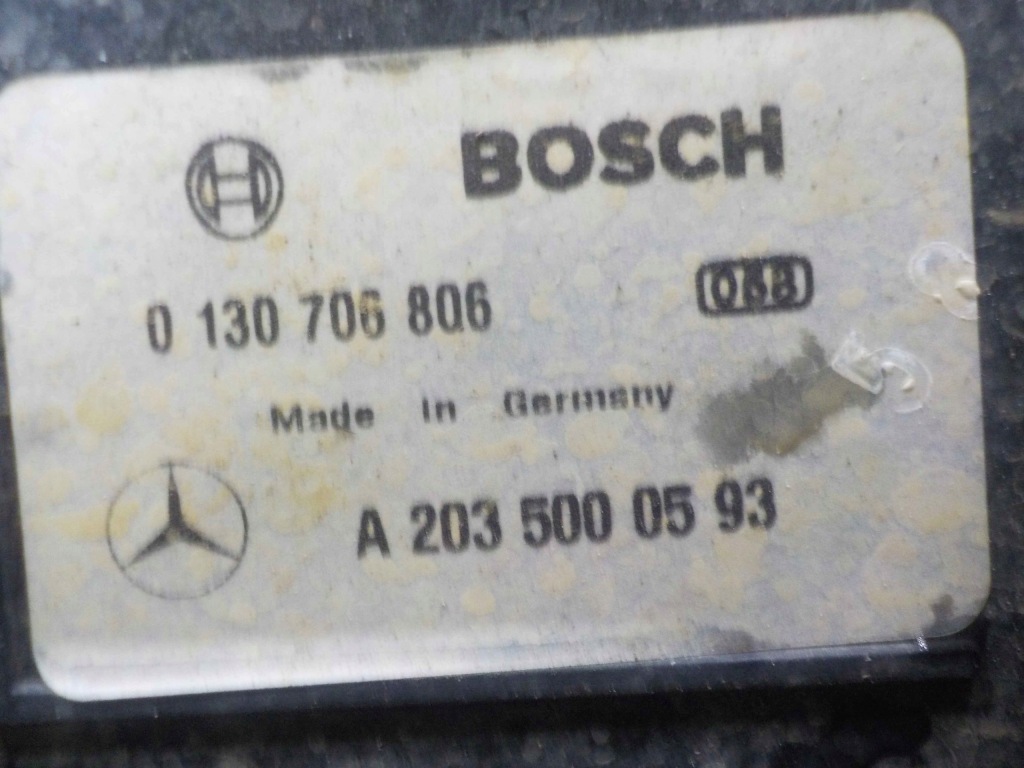 BOSCH
0 130 706 806
Made in Germany
A 203 500 05 93